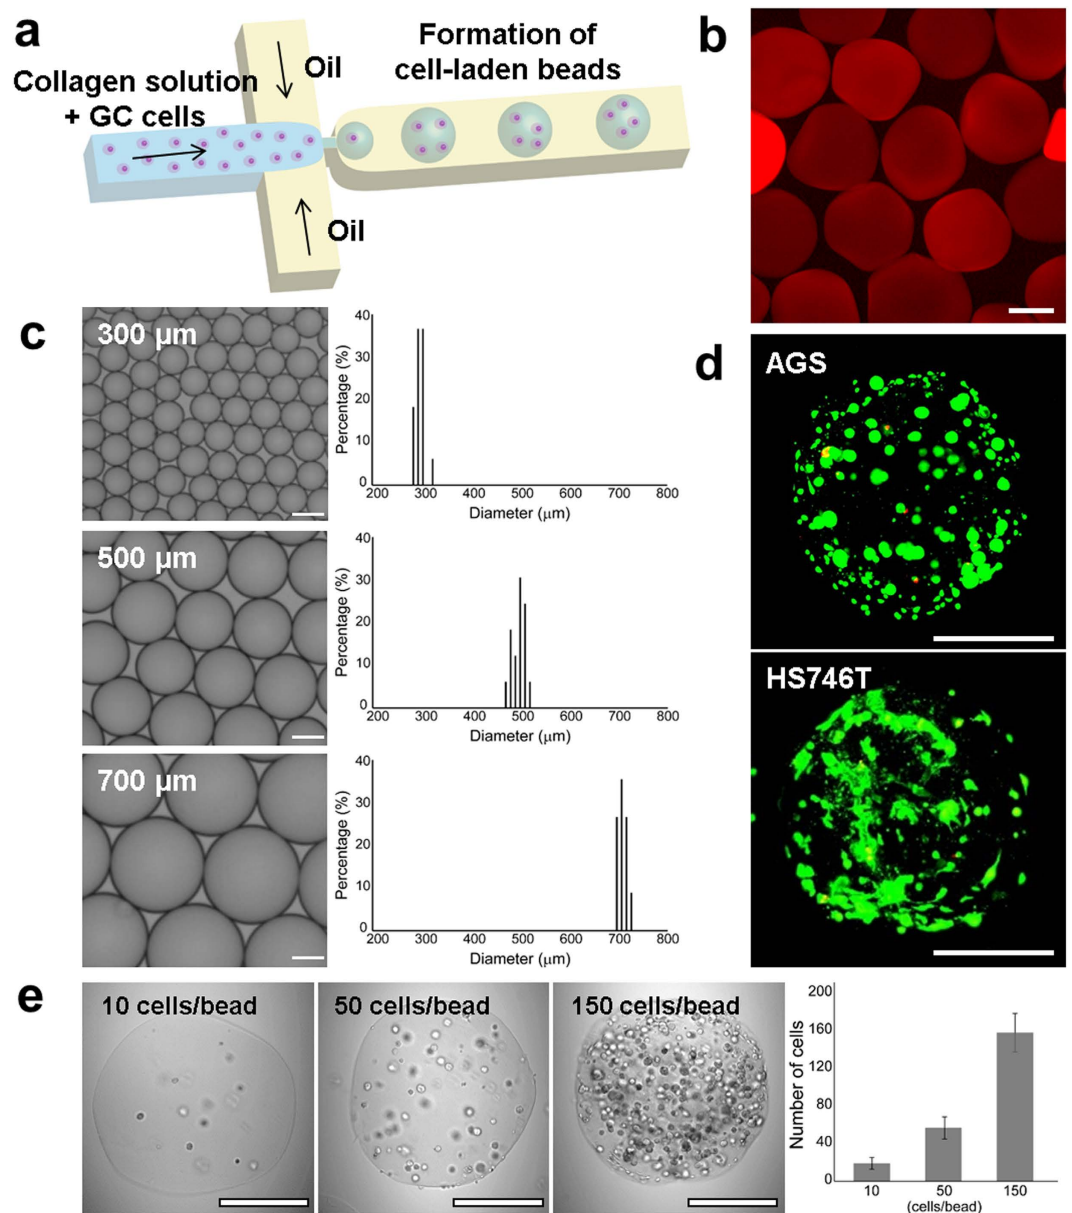 a
Collagen solution
+ GC cells
Oil
Oil
Formation of
cell-laden beads
b
c
300 µm
40
30
20
10
0
Percentage (%)
200 300 400 500 600 700 800
Diameter (µm)
500 µm
40
30
20
10
0
Percentage (%)
200 300 400 500 600 700 800
Diameter (µm)
700 µm
40
30
20
10
0
Percentage (%)
200 300 400 500 600 700 800
Diameter (µm)
d
AGS
HS746T
e
10 cells/bead
50 cells/bead
150 cells/bead
200
160
120
80
40
0
Number of cells
10 50 150
(cells/bead)